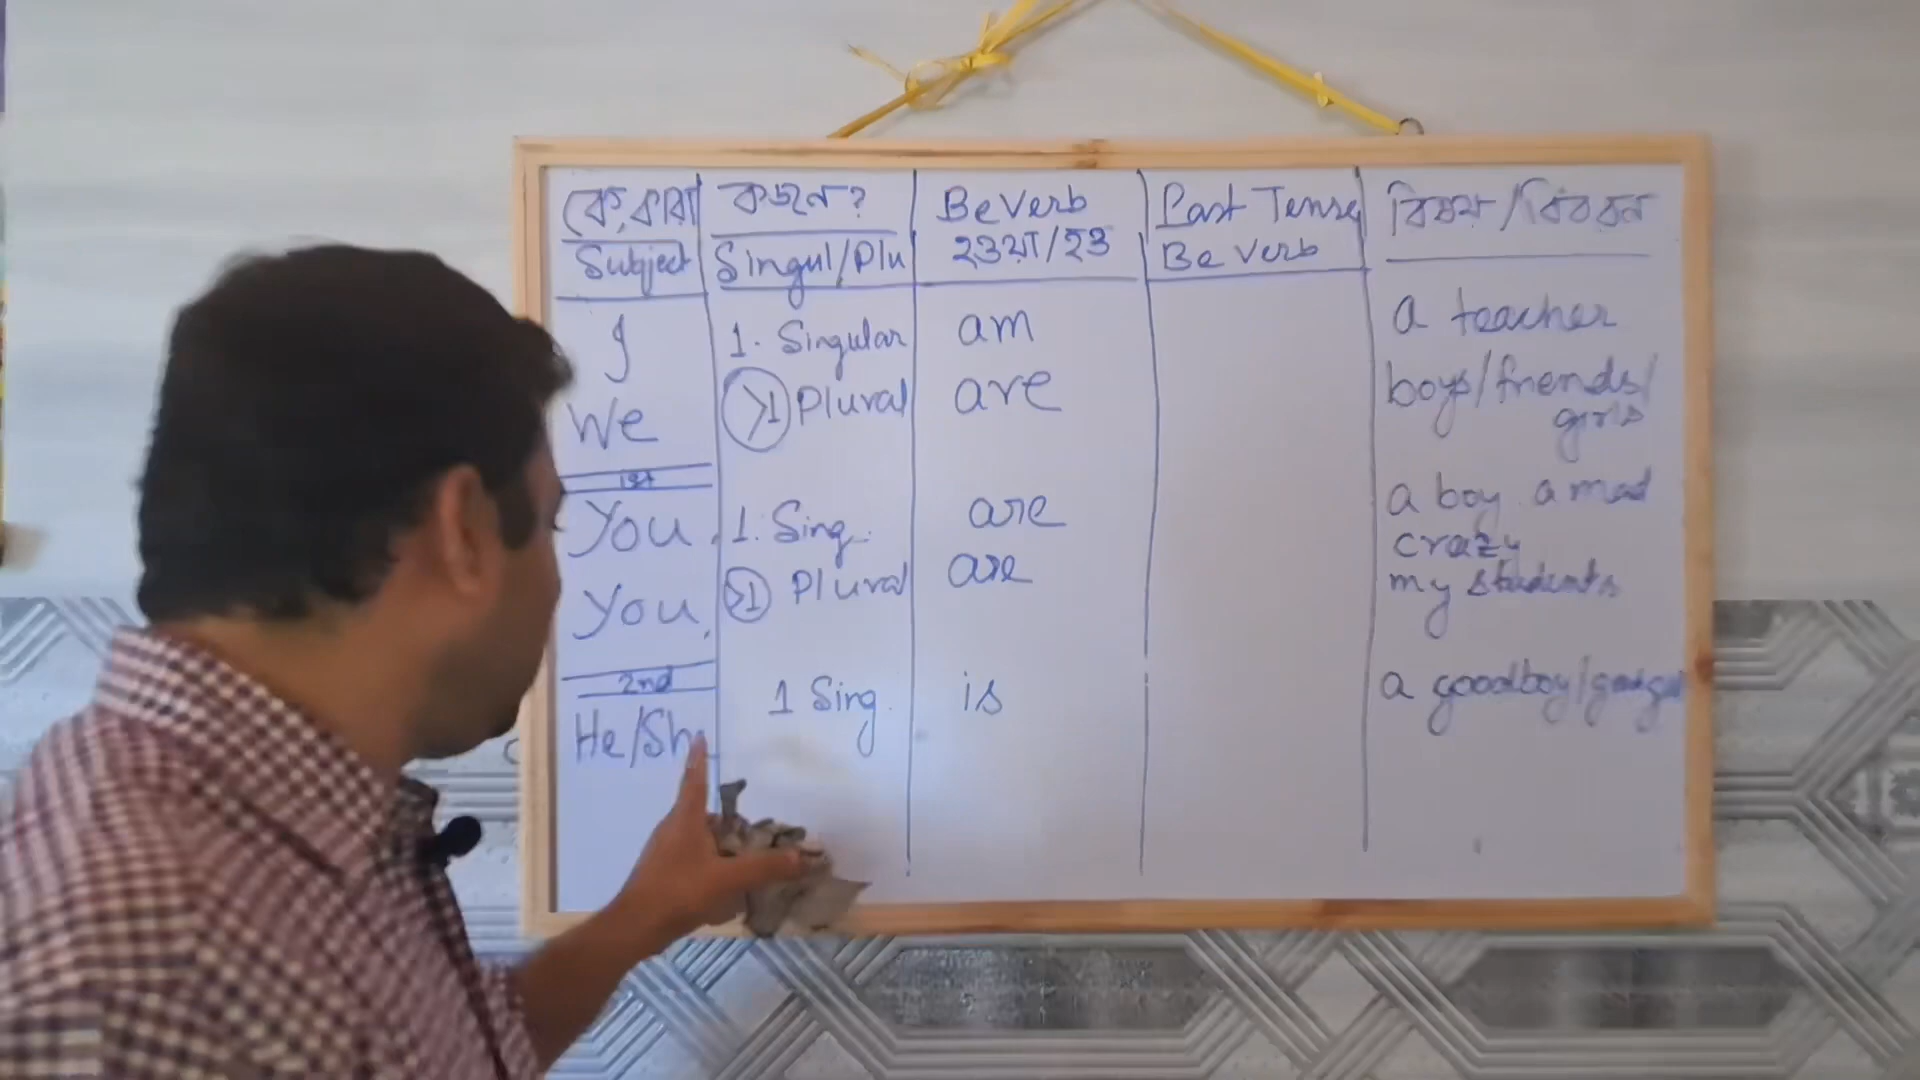 কে, কারা কজন? Be Verb Past Tense বিষয় / বিবরন
Subject Singul/Plu হওয়া/হও Be Verb
I 1. Singular am a teacher
We >1 Plural are boys/friends/
girls
1st
You. 1. Sing. are a boy a mad
crazy
You, >1 Plural are my students
2nd
He/She 1 Sing. is a goodboy/